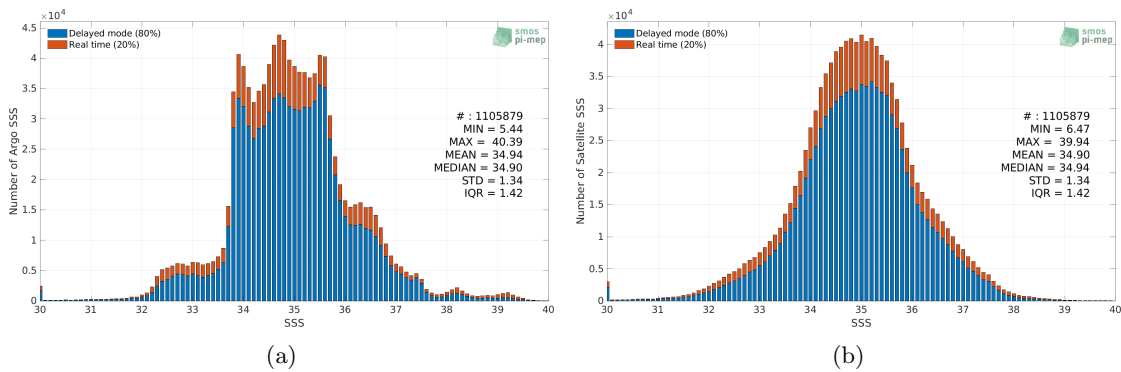 ×10⁴
Delayed mode (80%)
Real time (20%)
smos
pi-mep
4.5
4
3.5
3
2.5
2
1.5
1
0.5
0
Number of Argo SSS
# : 1105879
MIN = 5.44
MAX = 40.39
MEAN = 34.94
MEDIAN = 34.90
STD = 1.34
IQR = 1.42
30 31 32 33 34 35 36 37 38 39 40
SSS
(a)
×10⁴
Delayed mode (80%)
Real time (20%)
smos
pi-mep
4
3.5
3
2.5
2
1.5
1
0.5
0
Number of Satellite SSS
# : 1105879
MIN = 6.47
MAX = 39.94
MEAN = 34.90
MEDIAN = 34.94
STD = 1.34
IQR = 1.42
30 31 32 33 34 35 36 37 38 39 40
SSS
(b)